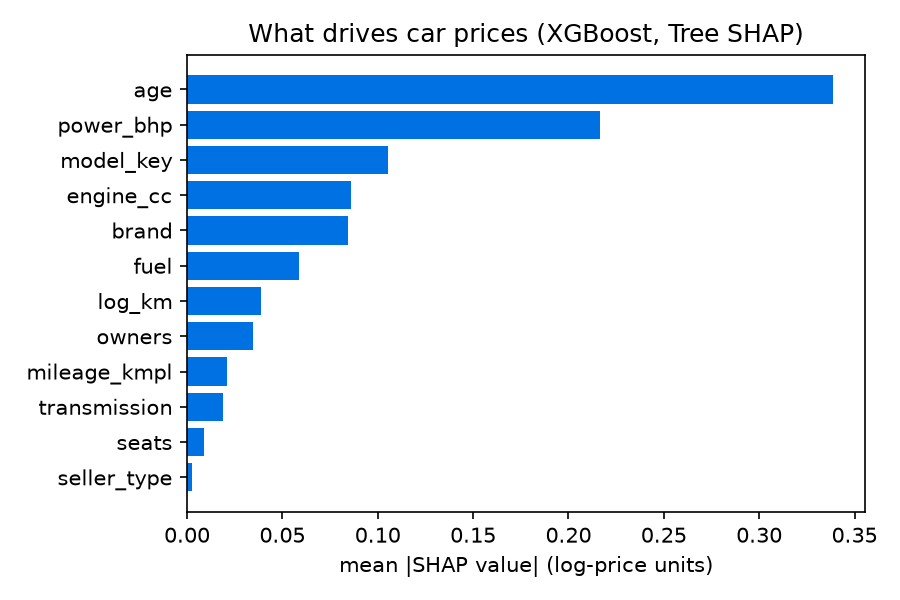 What drives car prices (XGBoost, Tree SHAP)
age
power_bhp
model_key
engine_cc
brand
fuel
log_km
owners
mileage_kmpl
transmission
seats
seller_type
0.00 0.05 0.10 0.15 0.20 0.25 0.30 0.35
mean |SHAP value| (log-price units)